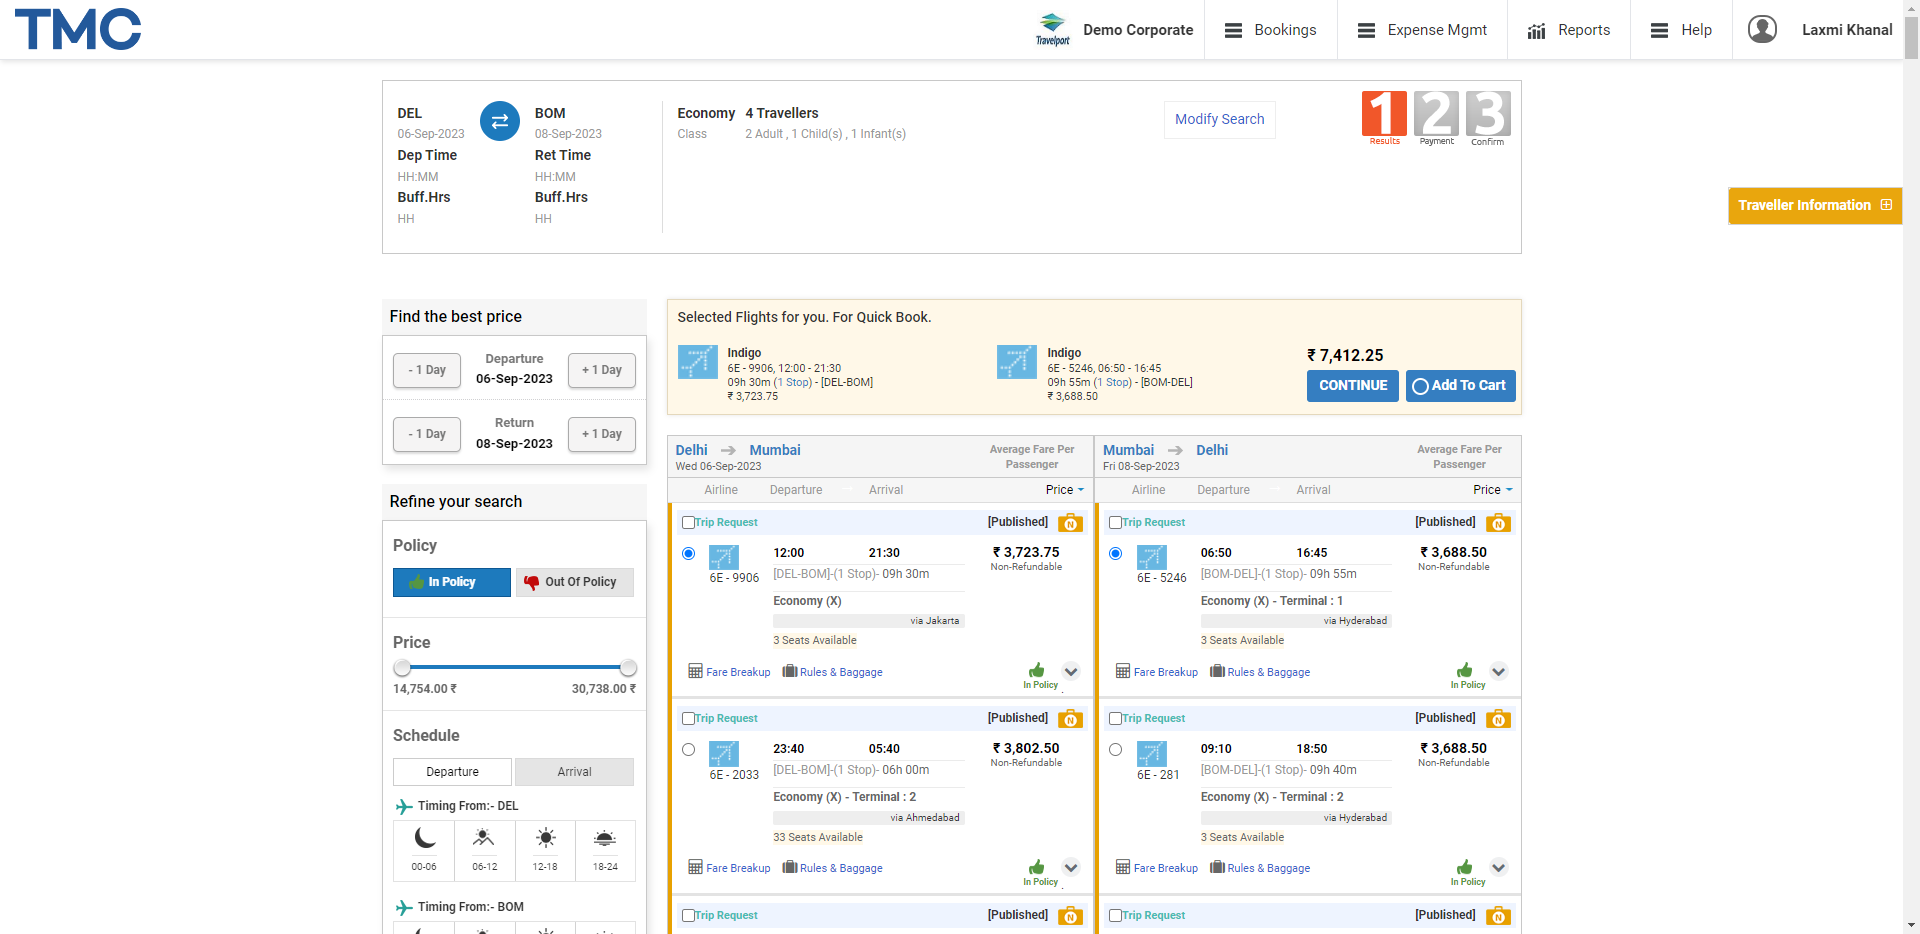 TMC
Travelport
Demo Corporate
Bookings
Expense Mgmt
Reports
Help
Laxmi Khanal
DEL
06-Sep-2023
Dep Time
HH:MM
Buff.Hrs
HH
BOM
08-Sep-2023
Ret Time
HH:MM
Buff.Hrs
HH
Economy
Class
4 Travellers
2 Adult , 1 Child(s) , 1 Infant(s)
Modify Search
1
Results
2
Payment
3
Confirm
Traveller Information
Find the best price
- 1 Day
Departure
06-Sep-2023
+ 1 Day
- 1 Day
Return
08-Sep-2023
+ 1 Day
Refine your search
Policy
In Policy
Out Of Policy
Price
14,754.00 ₹
30,738.00 ₹
Schedule
Departure
Arrival
Timing From:- DEL
00-06
06-12
12-18
18-24
Timing From:- BOM
Selected Flights for you. For Quick Book.
Indigo
6E - 9906, 12:00 - 21:30
09h 30m (1 Stop) - [DEL-BOM]
₹ 3,723.75
Indigo
6E - 5246, 06:50 - 16:45
09h 55m (1 Stop) - [BOM-DEL]
₹ 3,688.50
₹ 7,412.25
CONTINUE
Add To Cart
Delhi
Mumbai
Wed 06-Sep-2023
Average Fare Per
Passenger
Airline
Departure
Arrival
Price
Trip Request
[Published]
N
12:00
21:30
₹ 3,723.75
6E - 9906
[DEL-BOM]-(1 Stop)- 09h 30m
Non-Refundable
Economy (X)
via Jakarta
3 Seats Available
Fare Breakup
Rules & Baggage
In Policy
Trip Request
[Published]
N
23:40
05:40
₹ 3,802.50
6E - 2033
[DEL-BOM]-(1 Stop)- 06h 00m
Non-Refundable
Economy (X) - Terminal : 2
via Ahmedabad
33 Seats Available
Fare Breakup
Rules & Baggage
In Policy
Trip Request
[Published]
N
Mumbai
Delhi
Fri 08-Sep-2023
Average Fare Per
Passenger
Airline
Departure
Arrival
Price
Trip Request
[Published]
N
06:50
16:45
₹ 3,688.50
6E - 5246
[BOM-DEL]-(1 Stop)- 09h 55m
Non-Refundable
Economy (X) - Terminal : 1
via Hyderabad
3 Seats Available
Fare Breakup
Rules & Baggage
In Policy
Trip Request
[Published]
N
09:10
18:50
₹ 3,688.50
6E - 281
[BOM-DEL]-(1 Stop)- 09h 40m
Non-Refundable
Economy (X) - Terminal : 2
via Hyderabad
3 Seats Available
Fare Breakup
Rules & Baggage
In Policy
Trip Request
[Published]
N